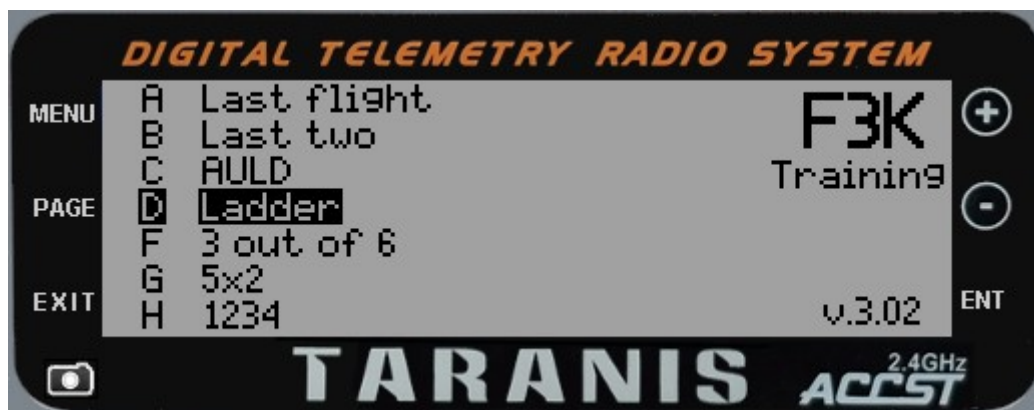 DIGITAL TELEMETRY RADIO SYSTEM
MENU
PAGE
EXIT
A Last flight
B Last two
C AULD
D Ladder
F 3 out of 6
G 5x2
H 1234
F3K
Training
v.3.02
+
-
ENT
TARANIS
2.4GHz
ACCST